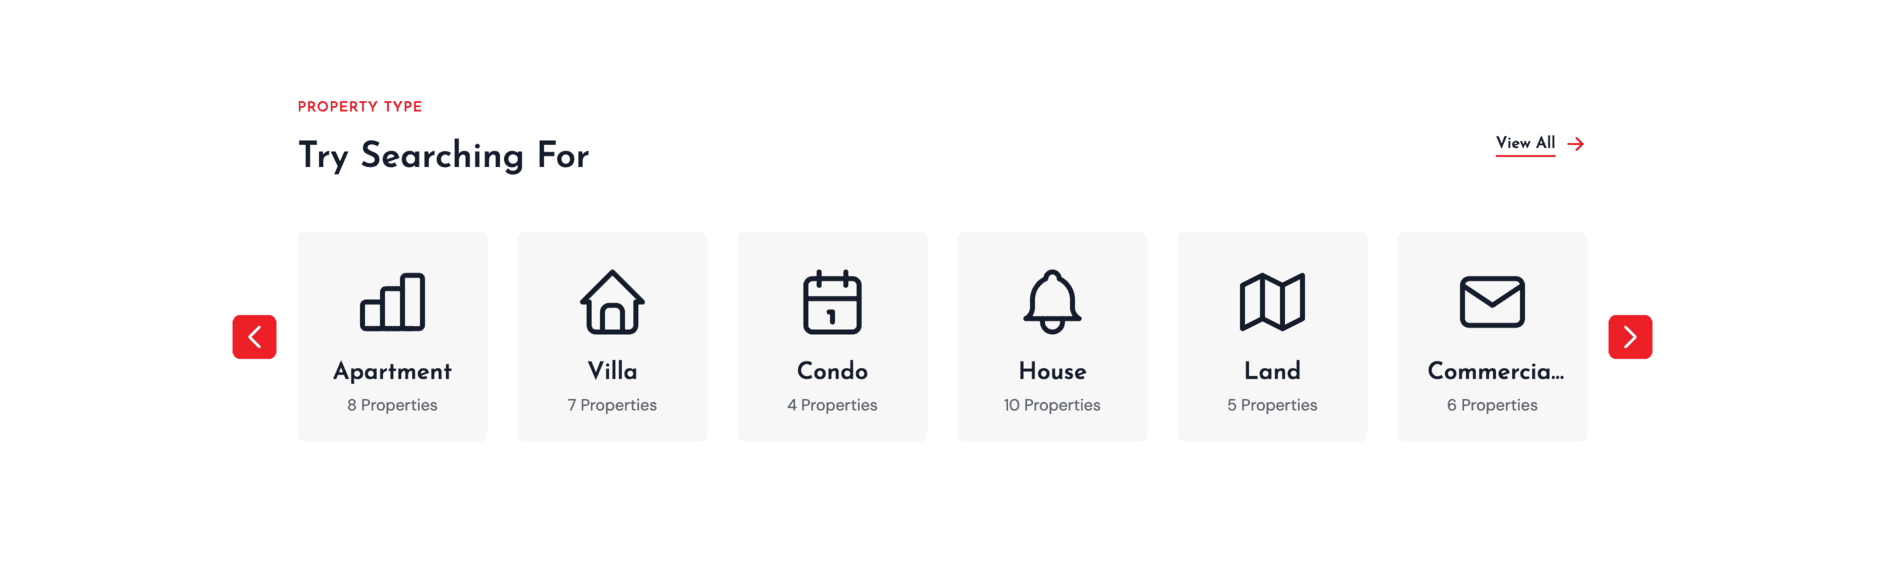 PROPERTY TYPE
Try Searching For
View All
1
Apartment
8 Properties
Villa
7 Properties
Condo
4 Properties
House
10 Properties
Land
5 Properties
Commercia...
6 Properties